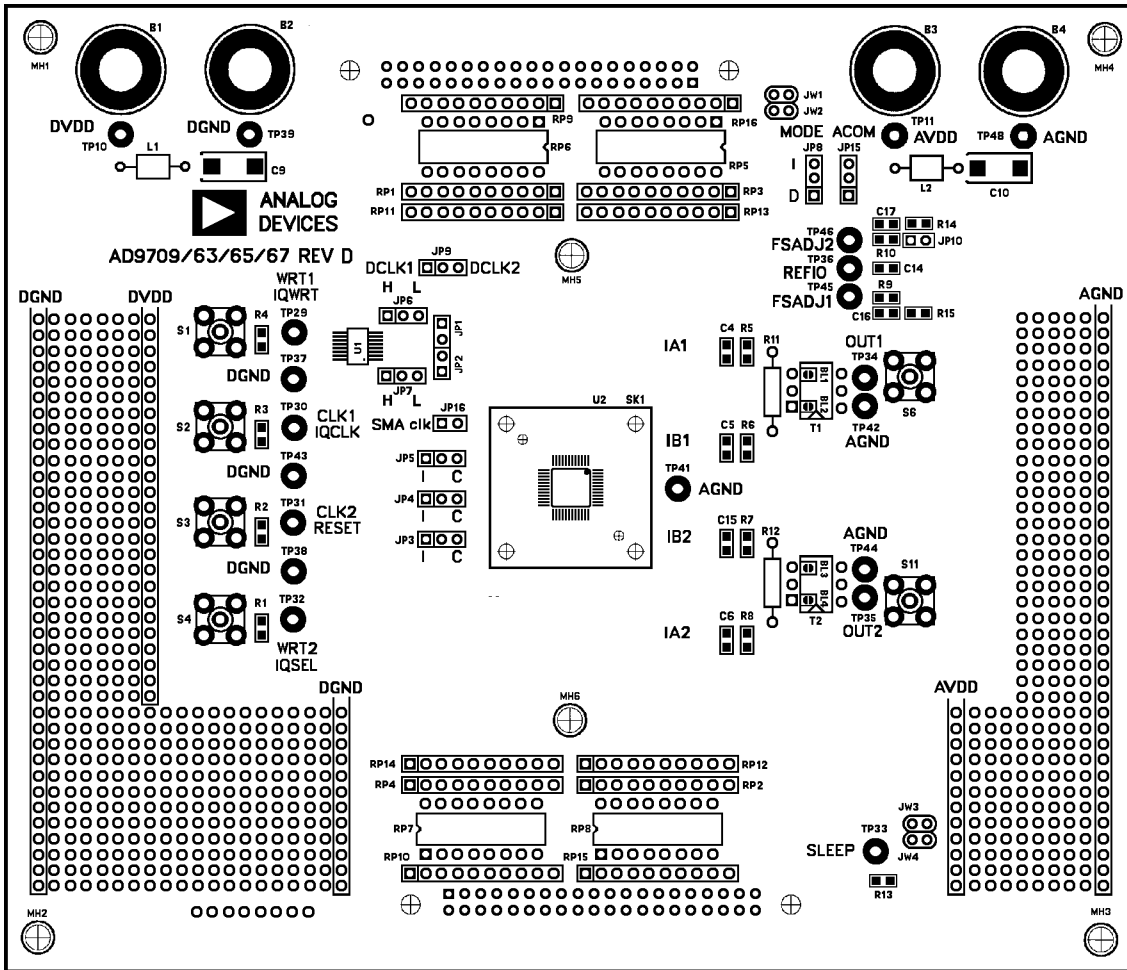 B1 B2 B3 B4
MH1 MH4
DVDD DGND TP39
TP10
L1 C9
ANALOG
DEVICES
AD9709/63/65/67 REV D
RP9 RP16
RP6 RP5
RP1 RP3
RP11 RP13
JW1
JW2
MODE ACOM
JP8 JP15
I
D
TP11 AVDD TP48 AGND
L2 C10
C17 R14
TP46
FSADJ2 JP10
R10
TP36
REFIO C14
TP45 R9
FSADJ1
C16 R15
MH5
JP9
DCLK1 DCLK2
H L
JP6
U1 JP1
JP2
JP7
H L
SMA clk JP16
JP5
I C
JP4
I C
JP3
I C
DGND DVDD
WRT1
IQWRT
S1 R4 TP29
TP37
DGND
S2 R3 TP30
CLK1
IQCLK
TP43
DGND
S3 R2 TP31
CLK2
RESET
TP38
DGND
S4 R1 TP32
WRT2
IQSEL
DGND
U2 SK1
TP41
AGND
IA1 C4 R5 R11
BL1
BL2
T1
OUT1
TP34
S6
TP42
AGND
IB1 C5 R6
IB2 C15 R7 R12
BL3
BL4
T2
AGND
TP44
S11
TP35
OUT2
IA2 C6 R8
AGND
AVDD
MH6
RP14 RP12
RP4 RP2
RP7 RP8
RP10 RP15
JW3
TP33
SLEEP JW4
R13
MH2 MH3